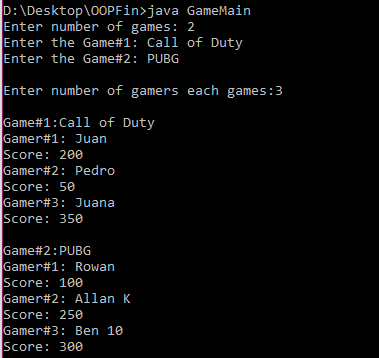 D:\Desktop\OOPFin>java GameMain
Enter number of games: 2
Enter the Game#1: Call of Duty
Enter the Game#2: PUBG
Enter number of gamers each games:3
Game#1:Call of Duty
Gamer#1: Juan
Score: 200
Gamer#2: Pedro
Score: 50
Gamer#3: Juana
Score: 350
Game#2:PUBG
Gamer#1: Rowan
Score: 100
Gamer#2: Allan K
Score: 250
Gamer#3: Ben 10
Score: 300